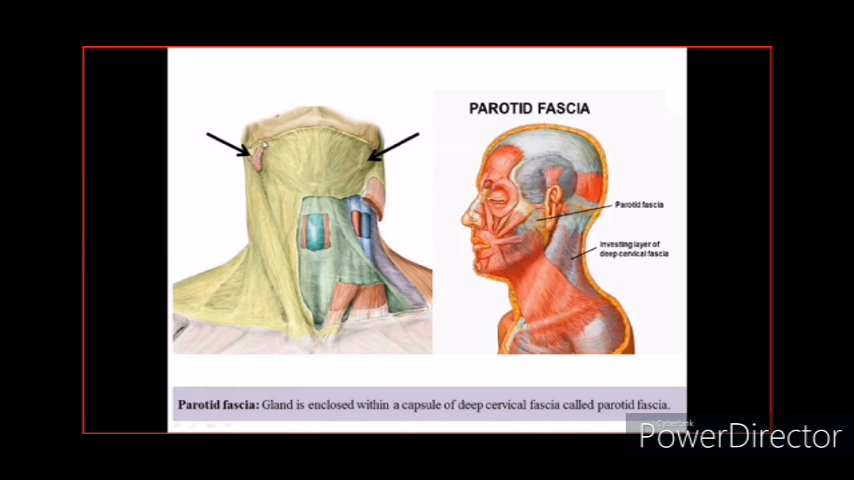 PAROTID FASCIA
Parotid fascia
Investing layer of
deep cervical fascia
Parotid fascia: Gland is enclosed within a capsule of deep cervical fascia called parotid fascia.
CyberLink
PowerDirector